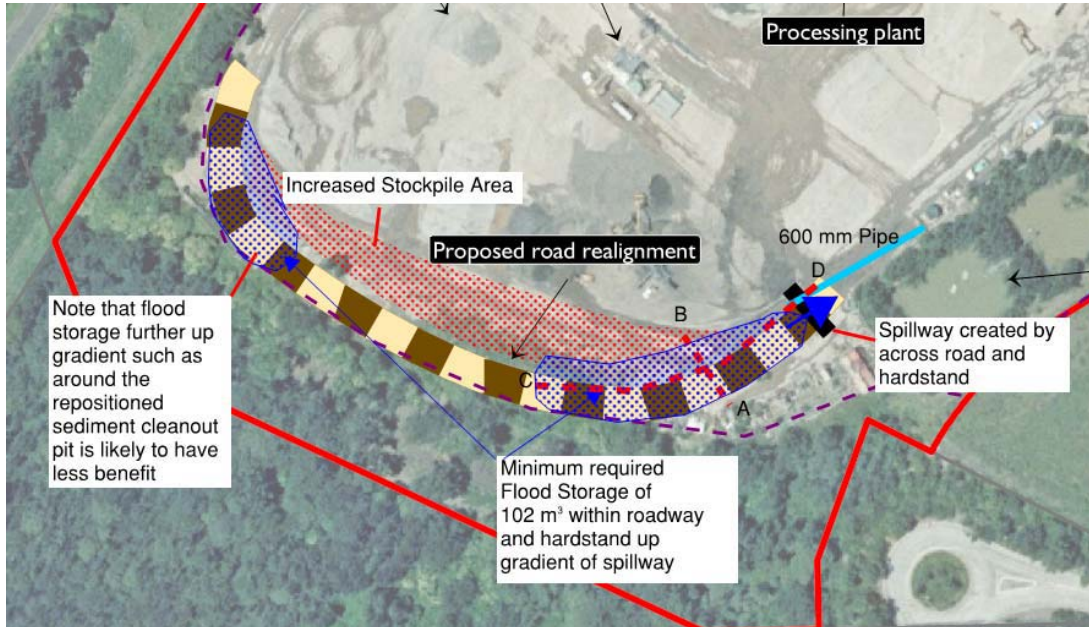 Processing plant
Increased Stockpile Area
600 mm Pipe
Proposed road realignment
D
B
Note that flood
storage further up
gradient such as
around the
repositioned
sediment cleanout
pit is likely to have
less benefit
Spillway created by
across road and
hardstand
C
A
Minimum required
Flood Storage of
102 m³ within roadway
and hardstand up
gradient of spillway